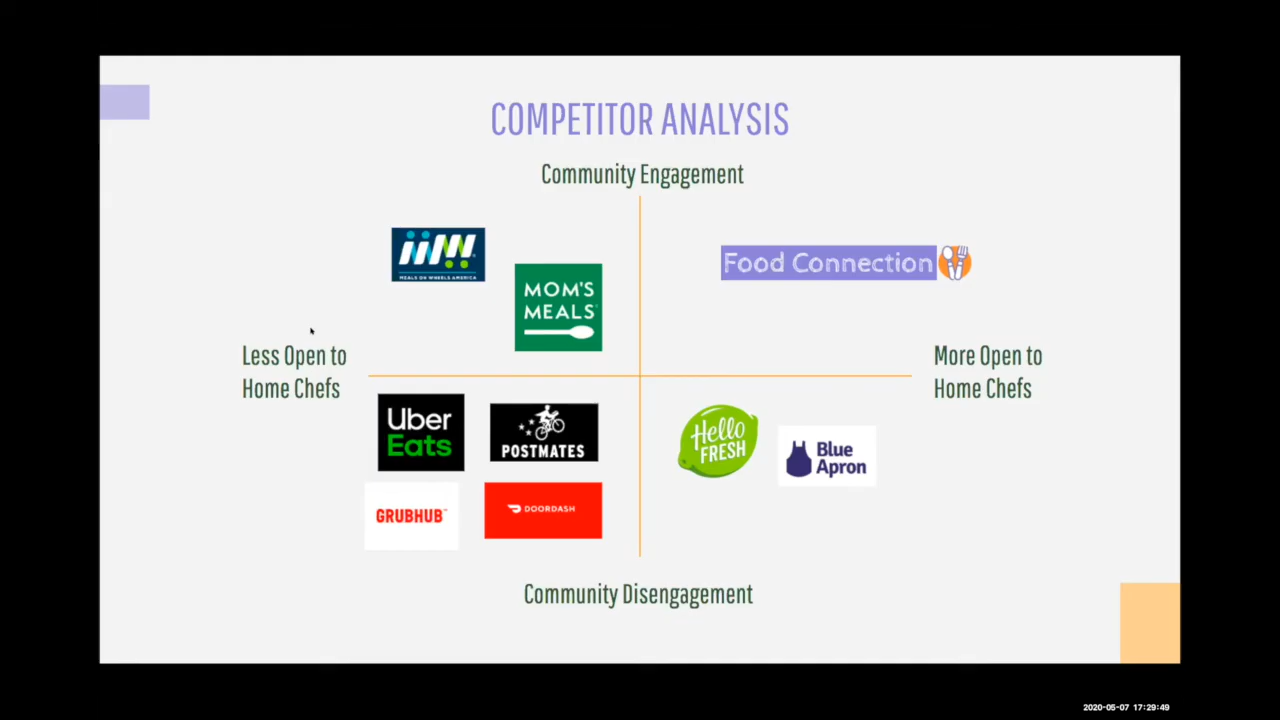 COMPETITOR ANALYSIS
Community Engagement
MEALS ON WHEELS AMERICA
MOM'S
MEALS
Food Connection
Less Open to
Home Chefs
More Open to
Home Chefs
Uber
Eats
POSTMATES
Hello
FRESH
Blue
Apron
GRUBHUB
DOORDASH
Community Disengagement
2020-05-07 17:29:49